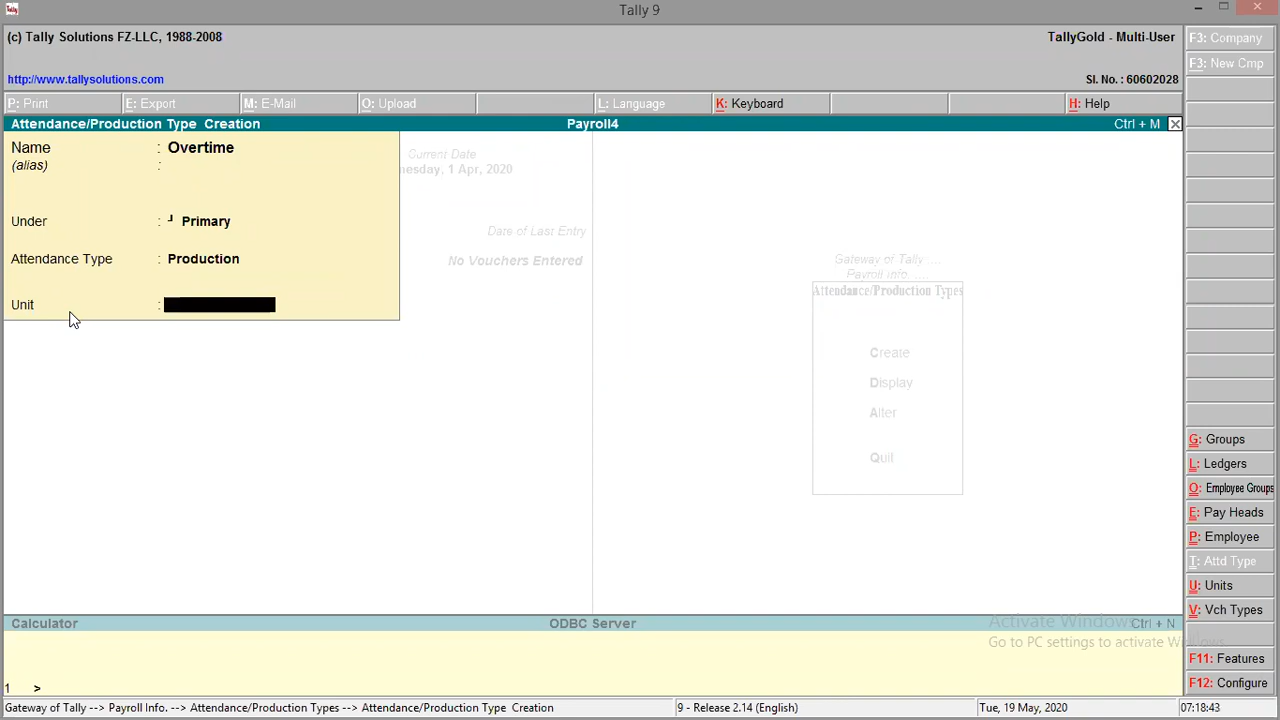 Tally
Tally 9
(c) Tally Solutions FZ-LLC, 1988-2008
TallyGold - Multi-User
http://www.tallysolutions.com
Sl. No. : 60602028
P: Print
E: Export
M: E-Mail
O: Upload
L: Language
K: Keyboard
H: Help
F3: Company
F3: New Cmp
Attendance/Production Type Creation
Payroll4
Ctrl + M
Name : Overtime
(alias) :
Under : ┘ Primary
Attendance Type : Production
Unit :
Current Date
nesday, 1 Apr, 2020
Date of Last Entry
No Vouchers Entered
Gateway of Tally ....
Payroll Info. ....
Attendance/Production Types
Create
Display
Alter
Quit
G: Groups
L: Ledgers
O: Employee Groups
E: Pay Heads
P: Employee
T: Attd Type
U: Units
V: Vch Types
F11: Features
F12: Configure
Calculator
ODBC Server
Ctrl + N
Activate Windows
Go to PC settings to activate Windows.
1 >
Gateway of Tally --> Payroll Info. --> Attendance/Production Types --> Attendance/Production Type Creation
9 - Release 2.14 (English)
Tue, 19 May, 2020
07:18:43